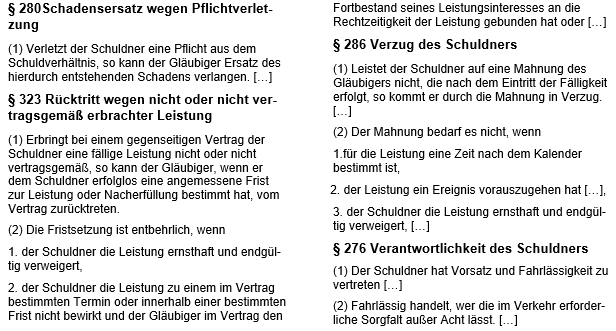 § 280Schadensersatz wegen Pflichtverlet-
zung
(1) Verletzt der Schuldner eine Pflicht aus dem
Schuldverhältnis, so kann der Gläubiger Ersatz des
hierdurch entstehenden Schadens verlangen. […]
§ 323 Rücktritt wegen nicht oder nicht ver-
tragsgemäß erbrachter Leistung
(1) Erbringt bei einem gegenseitigen Vertrag der
Schuldner eine fällige Leistung nicht oder nicht
vertragsgemäß, so kann der Gläubiger, wenn er
dem Schuldner erfolglos eine angemessene Frist
zur Leistung oder Nacherfüllung bestimmt hat, vom
Vertrag zurücktreten.
(2) Die Fristsetzung ist entbehrlich, wenn
1. der Schuldner die Leistung ernsthaft und endgül-
tig verweigert,
2. der Schuldner die Leistung zu einem im Vertrag
bestimmten Termin oder innerhalb einer bestimmten
Frist nicht bewirkt und der Gläubiger im Vertrag den
Fortbestand seines Leistungsinteresses an die
Rechtzeitigkeit der Leistung gebunden hat oder […]
§ 286 Verzug des Schuldners
(1) Leistet der Schuldner auf eine Mahnung des
Gläubigers nicht, die nach dem Eintritt der Fälligkeit
erfolgt, so kommt er durch die Mahnung in Verzug.
[…]
(2) Der Mahnung bedarf es nicht, wenn
1.für die Leistung eine Zeit nach dem Kalender
bestimmt ist,
2. der Leistung ein Ereignis vorauszugehen hat […],
3. der Schuldner die Leistung ernsthaft und endgül-
tig verweigert, […]
§ 276 Verantwortlichkeit des Schuldners
(1) Der Schuldner hat Vorsatz und Fahrlässigkeit zu
vertreten […]
(2) Fahrlässig handelt, wer die im Verkehr erforder-
liche Sorgfalt außer Acht lässt. […]